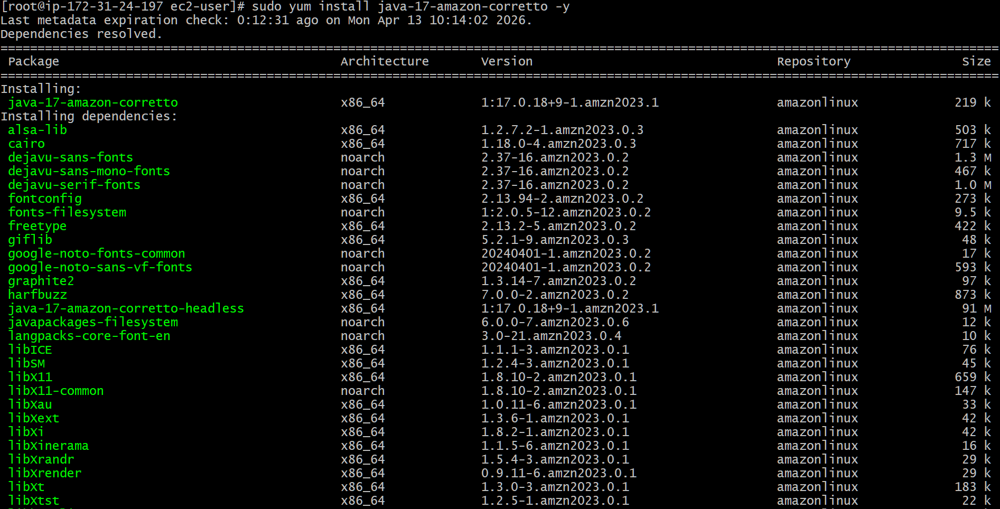 [root@ip-172-31-24-197 ec2-user]# sudo yum install java-17-amazon-corretto -y
Last metadata expiration check: 0:12:31 ago on Mon Apr 13 10:14:02 2026.
Dependencies resolved.
=======================================================================================================================================
Package Architecture Version Repository Size
=======================================================================================================================================
Installing:
java-17-amazon-corretto x86_64 1:17.0.18+9-1.amzn2023.1 amazonlinux 219 k
Installing dependencies:
alsa-lib x86_64 1.2.7.2-1.amzn2023.0.3 amazonlinux 503 k
cairo x86_64 1.18.0-4.amzn2023.0.3 amazonlinux 717 k
dejavu-sans-fonts noarch 2.37-16.amzn2023.0.2 amazonlinux 1.3 M
dejavu-sans-mono-fonts noarch 2.37-16.amzn2023.0.2 amazonlinux 467 k
dejavu-serif-fonts noarch 2.37-16.amzn2023.0.2 amazonlinux 1.0 M
fontconfig x86_64 2.13.94-2.amzn2023.0.2 amazonlinux 273 k
fonts-filesystem noarch 1:2.0.5-12.amzn2023.0.2 amazonlinux 9.5 k
freetype x86_64 2.13.2-5.amzn2023.0.2 amazonlinux 422 k
giflib x86_64 5.2.1-9.amzn2023.0.3 amazonlinux 48 k
google-noto-fonts-common noarch 20240401-1.amzn2023.0.2 amazonlinux 17 k
google-noto-sans-vf-fonts noarch 20240401-1.amzn2023.0.2 amazonlinux 593 k
graphite2 x86_64 1.3.14-7.amzn2023.0.2 amazonlinux 97 k
harfbuzz x86_64 7.0.0-2.amzn2023.0.2 amazonlinux 873 k
java-17-amazon-corretto-headless x86_64 1:17.0.18+9-1.amzn2023.1 amazonlinux 91 M
javapackages-filesystem noarch 6.0.0-7.amzn2023.0.6 amazonlinux 12 k
langpacks-core-font-en noarch 3.0-21.amzn2023.0.4 amazonlinux 10 k
libICE x86_64 1.1.1-3.amzn2023.0.1 amazonlinux 76 k
libSM x86_64 1.2.4-3.amzn2023.0.1 amazonlinux 45 k
libX11 x86_64 1.8.10-2.amzn2023.0.1 amazonlinux 659 k
libX11-common noarch 1.8.10-2.amzn2023.0.1 amazonlinux 147 k
libXau x86_64 1.0.11-6.amzn2023.0.1 amazonlinux 33 k
libXext x86_64 1.3.6-1.amzn2023.0.1 amazonlinux 42 k
libXi x86_64 1.8.2-1.amzn2023.0.1 amazonlinux 42 k
libXinerama x86_64 1.1.5-6.amzn2023.0.1 amazonlinux 16 k
libXrandr x86_64 1.5.4-3.amzn2023.0.1 amazonlinux 29 k
libXrender x86_64 0.9.11-6.amzn2023.0.1 amazonlinux 29 k
libXt x86_64 1.3.0-3.amzn2023.0.1 amazonlinux 183 k
libXtst x86_64 1.2.5-1.amzn2023.0.1 amazonlinux 22 k